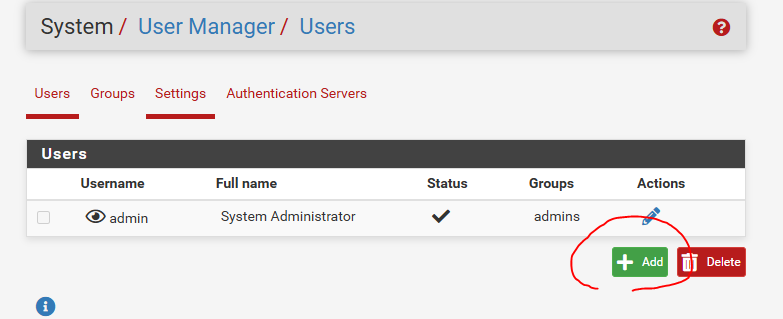 System / User Manager / Users
?
Users Groups Settings Authentication Servers
Users
Username Full name Status Groups Actions
admin System Administrator admins
+ Add Delete
i